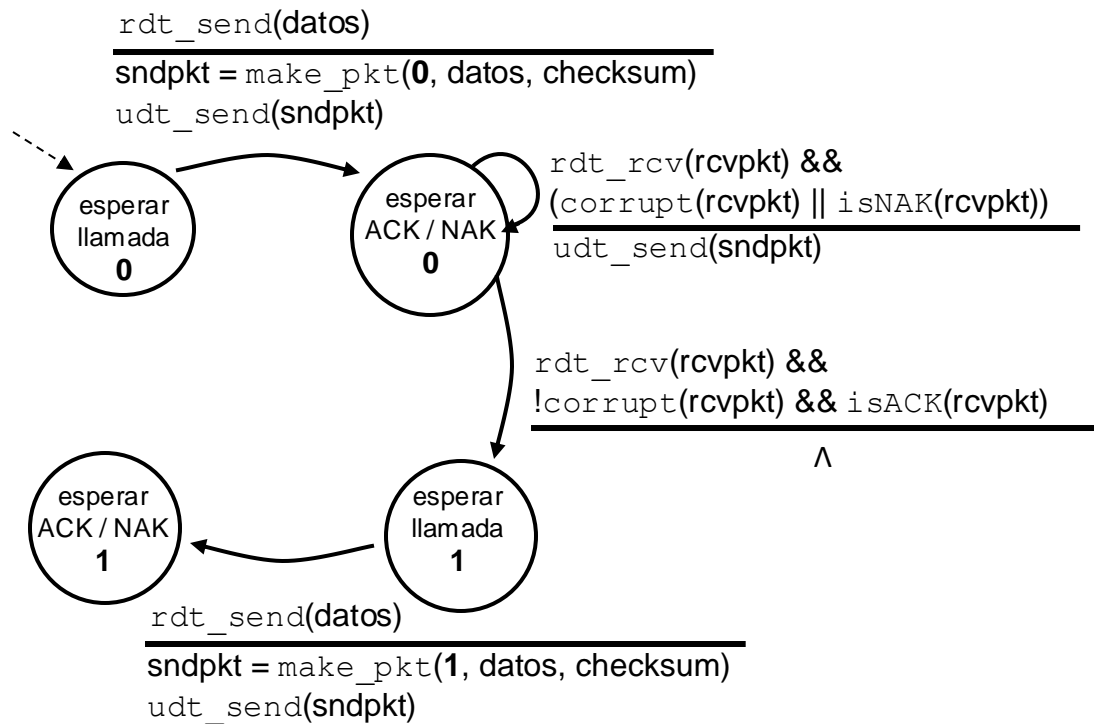 rdt_send(datos)
sndpkt = make_pkt(0, datos, checksum)
udt_send(sndpkt)
esperar
llamada
0
esperar
ACK / NAK
0
rdt_rcv(rcvpkt) &&
(corrupt(rcvpkt) || isNAK(rcvpkt))
udt_send(sndpkt)
rdt_rcv(rcvpkt) &&
!corrupt(rcvpkt) && isACK(rcvpkt)
Λ
esperar
ACK / NAK
1
esperar
llamada
1
rdt_send(datos)
sndpkt = make_pkt(1, datos, checksum)
udt_send(sndpkt)